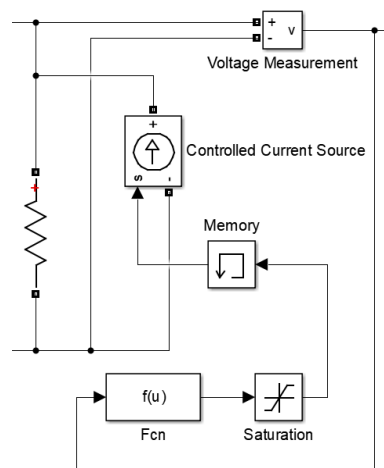 +
-
v
Voltage Measurement
+
Controlled Current Source
s
-
+
Memory
f(u)
Fcn
Saturation